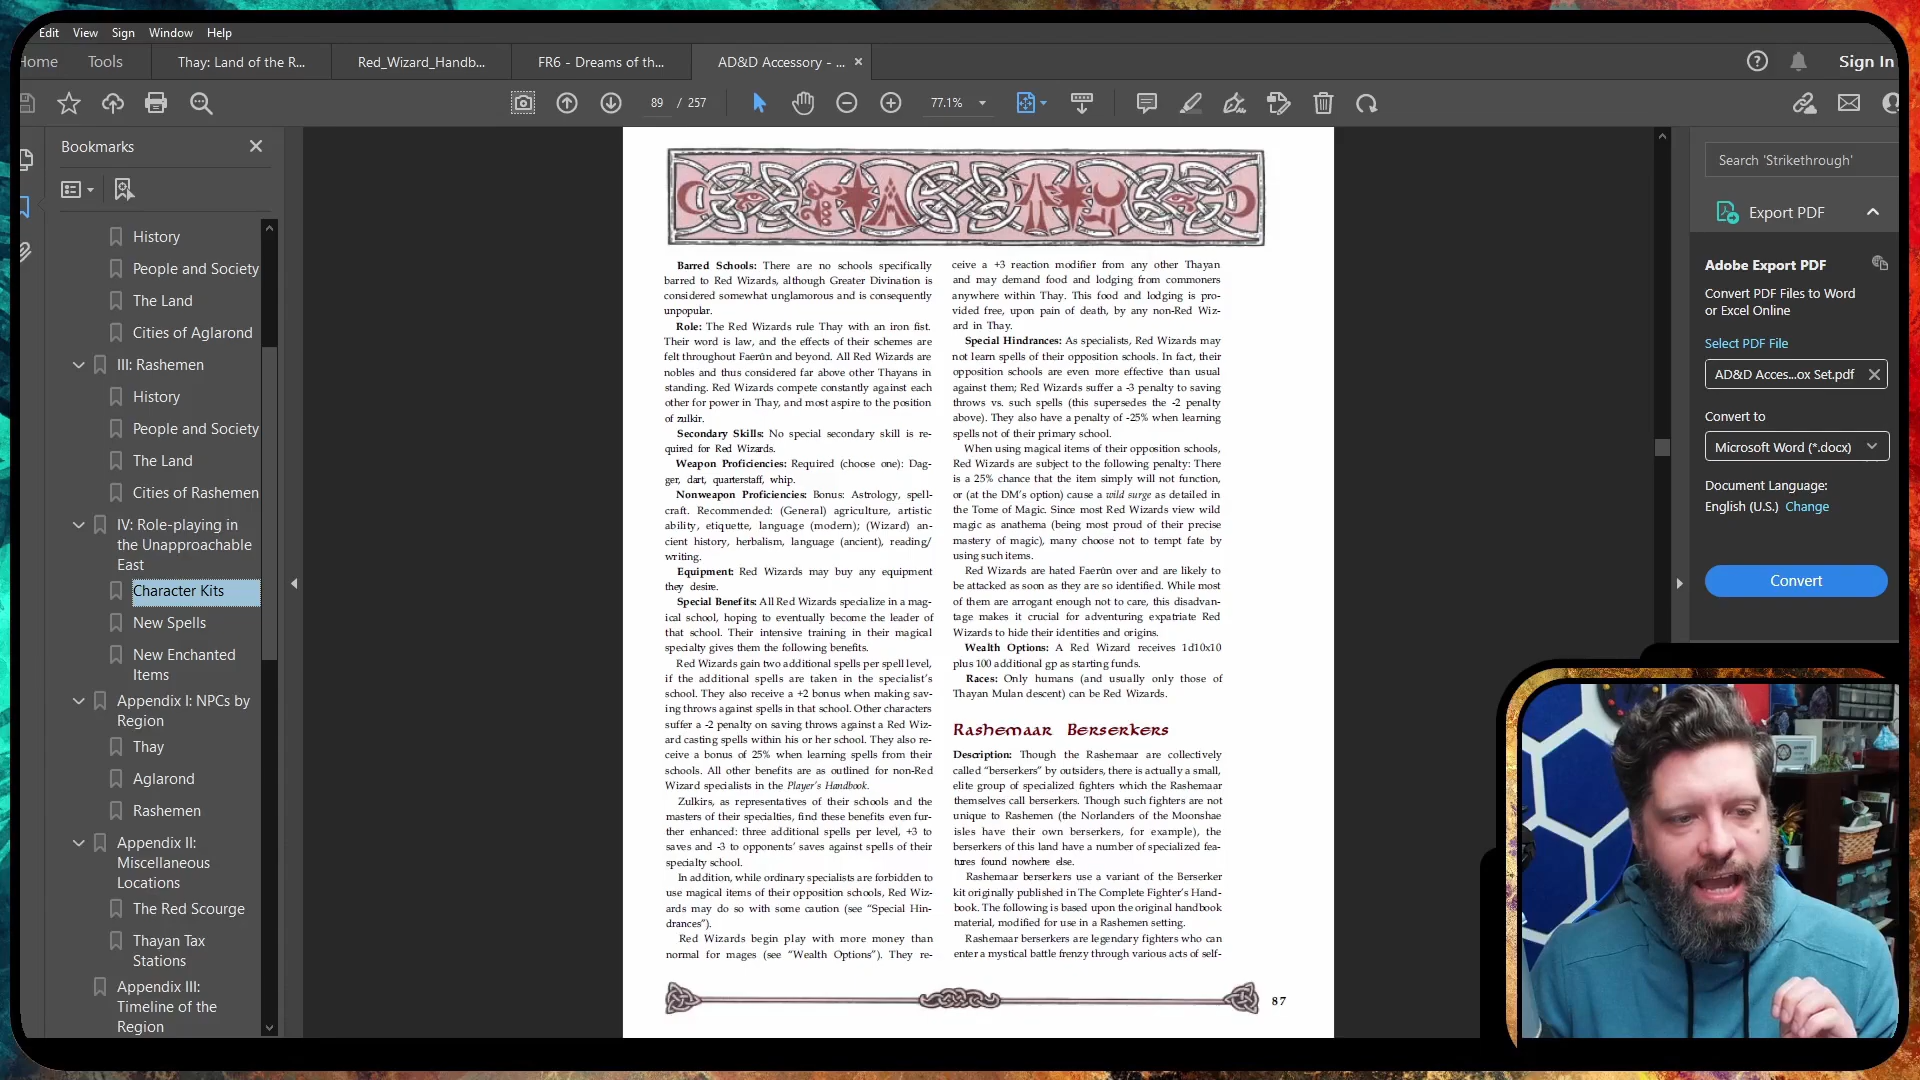 Edit View Sign Window Help
Home Tools Thay: Land of the R... Red_Wizard_Handb... FR6 - Dreams of th... AD&D Accessory - ... Sign In
89 / 257 77.1%
Bookmarks
History
People and Society
The Land
Cities of Aglarond
III: Rashemen
History
People and Society
The Land
Cities of Rashemen
IV: Role-playing in
the Unapproachable
East
Character Kits
New Spells
New Enchanted
Items
Appendix I: NPCs by
Region
Thay
Aglarond
Rashemen
Appendix II:
Miscellaneous
Locations
The Red Scourge
Thayan Tax
Stations
Appendix III:
Timeline of the
Region
Barred Schools: There are no schools specifically
barred to Red Wizards, although Greater Divination is
considered somewhat unglamorous and is consequently
unpopular.
Role: The Red Wizards rule Thay with an iron fist.
Their word is law, and the effects of their schemes are
felt throughout Faerûn and beyond. All Red Wizards are
nobles and thus considered far above other Thayans in
standing. Red Wizards compete constantly against each
other for power in Thay, and most aspire to the position
of zulkir.
Secondary Skills: No special secondary skill is re-
quired for Red Wizards.
Weapon Proficiencies: Required (choose one): Dag-
ger, dart, quarterstaff, whip.
Nonweapon Proficiencies: Bonus: Astrology, spell-
craft. Recommended: (General) agriculture, artistic
ability, etiquette, language (modern); (Wizard) an-
cient history, herbalism, language (ancient), reading/
writing.
Equipment: Red Wizards may buy any equipment
they desire.
Special Benefits: All Red Wizards specialize in a mag-
ical school, hoping to eventually become the leader of
that school. Their intensive training in their magical
specialty gives them the following benefits.
Red Wizards gain two additional spells per spell level,
if the additional spells are taken in the specialist's
school. They also receive a +2 bonus when making sav-
ing throws against spells in that school. Other characters
suffer a -2 penalty on saving throws against a Red Wiz-
ard casting spells within his or her school. They also re-
ceive a bonus of 25% when learning spells from their
schools. All other benefits are as outlined for non-Red
Wizard specialists in the Player's Handbook.
Zulkirs, as representatives of their schools and the
masters of their specialties, find these benefits even fur-
ther enhanced: three additional spells per level, +3 to
saves and -3 to opponents' saves against spells of their
specialty school.
In addition, while ordinary specialists are forbidden to
use magical items of their opposition schools, Red Wiz-
ards may do so with some caution (see "Special Hin-
drances").
Red Wizards begin play with more money than
normal for mages (see "Wealth Options"). They re-
ceive a +3 reaction modifier from any other Thayan
and may demand food and lodging from commoners
anywhere within Thay. This food and lodging is pro-
vided free, upon pain of death, by any non-Red Wiz-
ard in Thay.
Special Hindrances: As specialists, Red Wizards may
not learn spells of their opposition schools. In fact, their
opposition schools are even more effective than usual
against them; Red Wizards suffer a -3 penalty to saving
throws vs. such spells (this supersedes the -2 penalty
above). They also have a penalty of -25% when learning
spells not of their primary school.
When using magical items of their opposition schools,
Red Wizards are subject to the following penalty: There
is a 25% chance that the item simply will not function,
or (at the DM's option) cause a wild surge as detailed in
the Tome of Magic. Since most Red Wizards view wild
magic as anathema (being most proud of their precise
mastery of magic), many choose not to tempt fate by
using such items.
Red Wizards are hated Faerûn over and are likely to
be attacked as soon as they are so identified. While most
of them are arrogant enough not to care, this disadvan-
tage makes it crucial for adventuring expatriate Red
Wizards to hide their identities and origins.
Wealth Options: A Red Wizard receives 1d10x10
plus 100 additional gp as starting funds.
Races: Only humans (and usually only those of
Thayan Mulan descent) can be Red Wizards.
Rashemaar Berserkers
Description: Though the Rashemaar are collectively
called "berserkers" by outsiders, there is actually a small,
elite group of specialized fighters which the Rashemaar
themselves call berserkers. Though such fighters are not
unique to Rashemen (the Norlanders of the Moonshae
isles have their own berserkers, for example), the
berserkers of this land have a number of specialized fea-
tures found nowhere else.
Rashemaar berserkers use a variant of the Berserker
kit originally published in The Complete Fighter's Hand-
book. The following is based upon the original handbook
material, modified for use in a Rashemen setting.
Rashemaar berserkers are legendary fighters who can
enter a mystical battle frenzy through various acts of self-
87
Search 'Strikethrough'
Export PDF
Adobe Export PDF
Convert PDF Files to Word
or Excel Online
Select PDF File
AD&D Acces...ox Set.pdf
Convert to
Microsoft Word (*.docx)
Document Language:
English (U.S.) Change
Convert